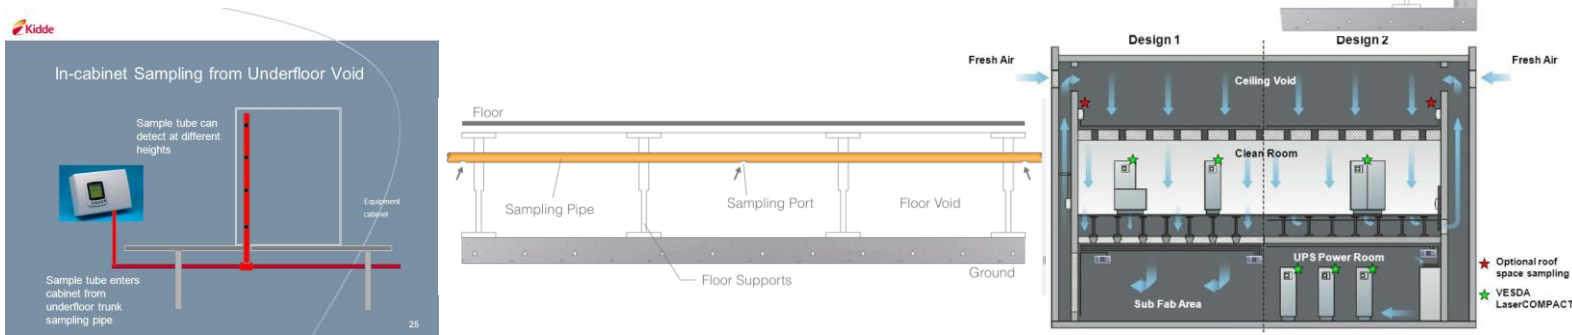 Kidde
In-cabinet Sampling from Underfloor Void
Sample tube can
detect at different
heights
Equipment
cabinet
Sample tube enters
cabinet from
underfloor trunk
sampling pipe
25
Floor
Sampling Pipe
Sampling Port
Floor Void
Floor Supports
Ground
Design 1
Design 2
Fresh Air
Fresh Air
Ceiling Void
Clean Room
UPS Power Room
Sub Fab Area
Optional roof
space sampling
VESDA
LaserCOMPACT